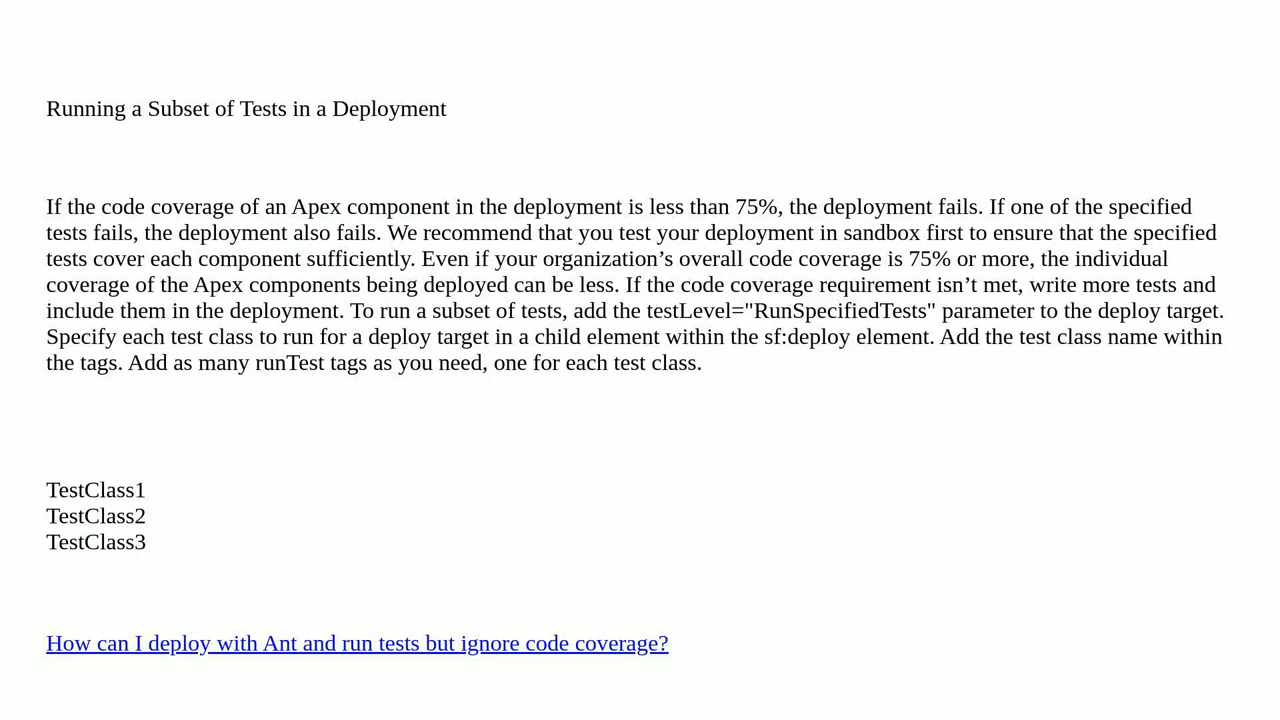 Running a Subset of Tests in a Deployment
If the code coverage of an Apex component in the deployment is less than 75%, the deployment fails. If one of the specified
tests fails, the deployment also fails. We recommend that you test your deployment in sandbox first to ensure that the specified
tests cover each component sufficiently. Even if your organization’s overall code coverage is 75% or more, the individual
coverage of the Apex components being deployed can be less. If the code coverage requirement isn’t met, write more tests and
include them in the deployment. To run a subset of tests, add the testLevel="RunSpecifiedTests" parameter to the deploy target.
Specify each test class to run for a deploy target in a child element within the sf:deploy element. Add the test class name within
the tags. Add as many runTest tags as you need, one for each test class.
TestClass1
TestClass2
TestClass3
How can I deploy with Ant and run tests but ignore code coverage?